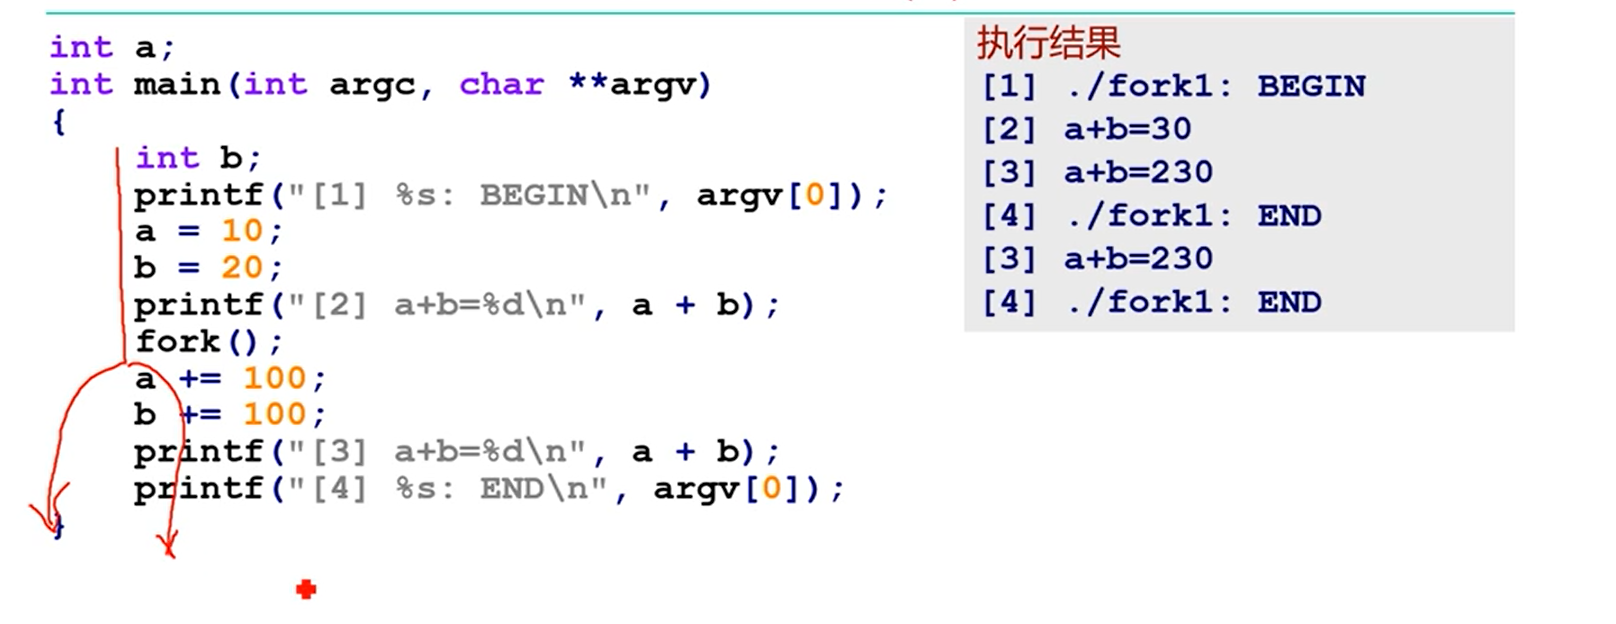 int a;
int main(int argc, char **argv)
{
int b;
printf("[1] %s: BEGIN\n", argv[0]);
a = 10;
b = 20;
printf("[2] a+b=%d\n", a + b);
fork();
a += 100;
b += 100;
printf("[3] a+b=%d\n", a + b);
printf("[4] %s: END\n", argv[0]);
}
执行结果
[1] ./fork1: BEGIN
[2] a+b=30
[3] a+b=230
[4] ./fork1: END
[3] a+b=230
[4] ./fork1: END